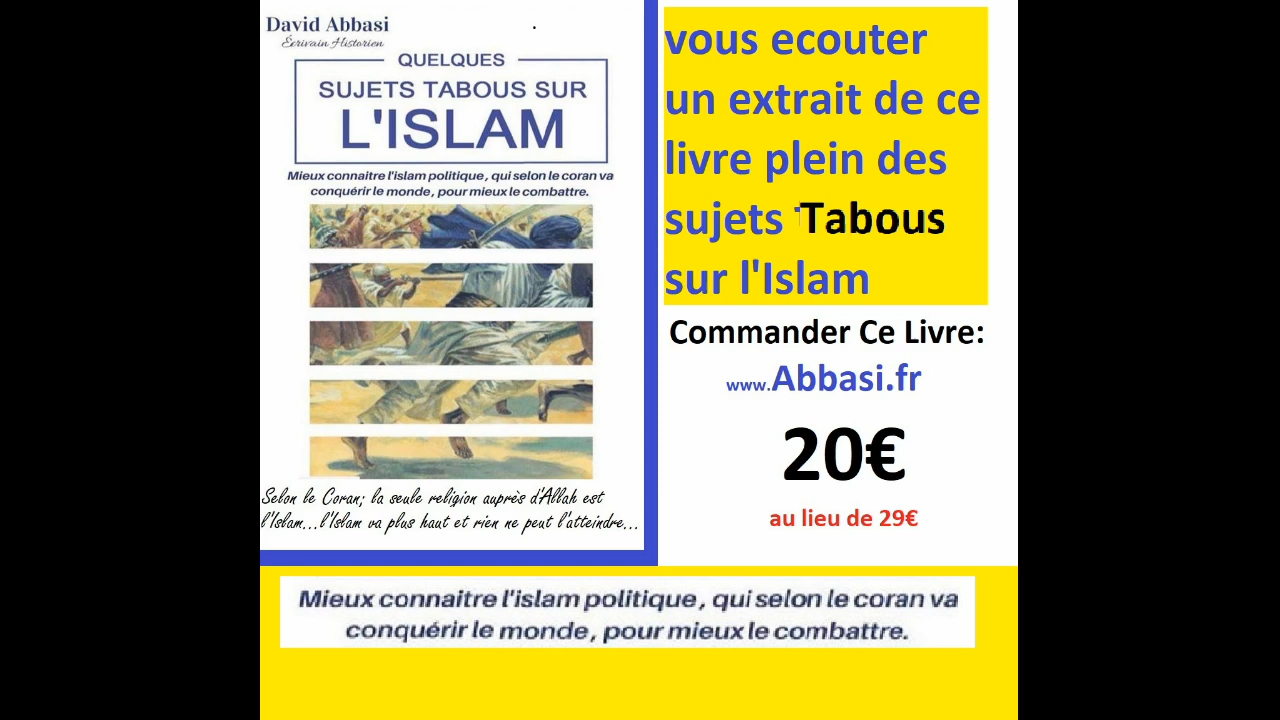 David Abbasi
Écrivain Historien
QUELQUES
SUJETS TABOUS SUR
L'ISLAM
Mieux connaitre l'islam politique, qui selon le coran va
conquérir le monde, pour mieux le combattre.
Selon le Coran; la seule religion auprès d'Allah est
l'Islam...l'Islam va plus haut et rien ne peut l'atteindre...
vous ecouter
un extrait de ce
livre plein des
sujets Tabous
sur l'Islam
Commander Ce Livre:
www.Abbasi.fr
20€
au lieu de 29€
Mieux connaitre l'islam politique, qui selon le coran va
conquérir le monde, pour mieux le combattre.